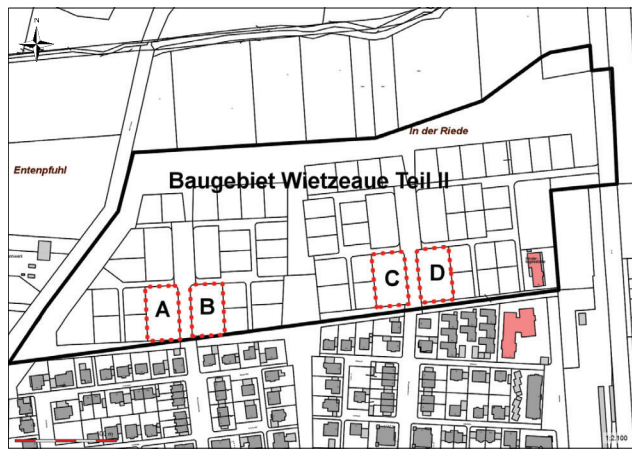 N
In der Riede
Entenpfuhl
Baugebiet Wietzeaue Teil II
A
B
C
D
1:2.100